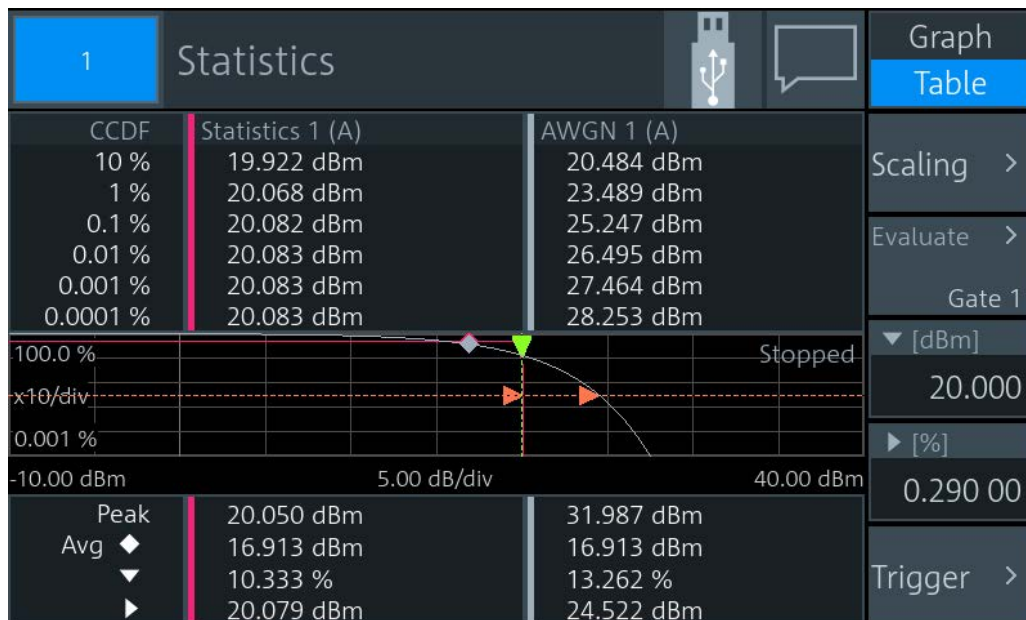 1 Statistics
Graph
Table
CCDF Statistics 1 (A) AWGN 1 (A)
10 % 19.922 dBm 20.484 dBm
1 % 20.068 dBm 23.489 dBm
0.1 % 20.082 dBm 25.247 dBm
0.01 % 20.083 dBm 26.495 dBm
0.001 % 20.083 dBm 27.464 dBm
0.0001 % 20.083 dBm 28.253 dBm
100.0 % Stopped
x10/div
0.001 %
-10.00 dBm 5.00 dB/div 40.00 dBm
Peak 20.050 dBm 31.987 dBm
Avg ◆ 16.913 dBm 16.913 dBm
▼ 10.333 % 13.262 %
▶ 20.079 dBm 24.522 dBm
Scaling >
Evaluate >
Gate 1
▼ [dBm]
20.000
▶ [%]
0.290 00
Trigger >